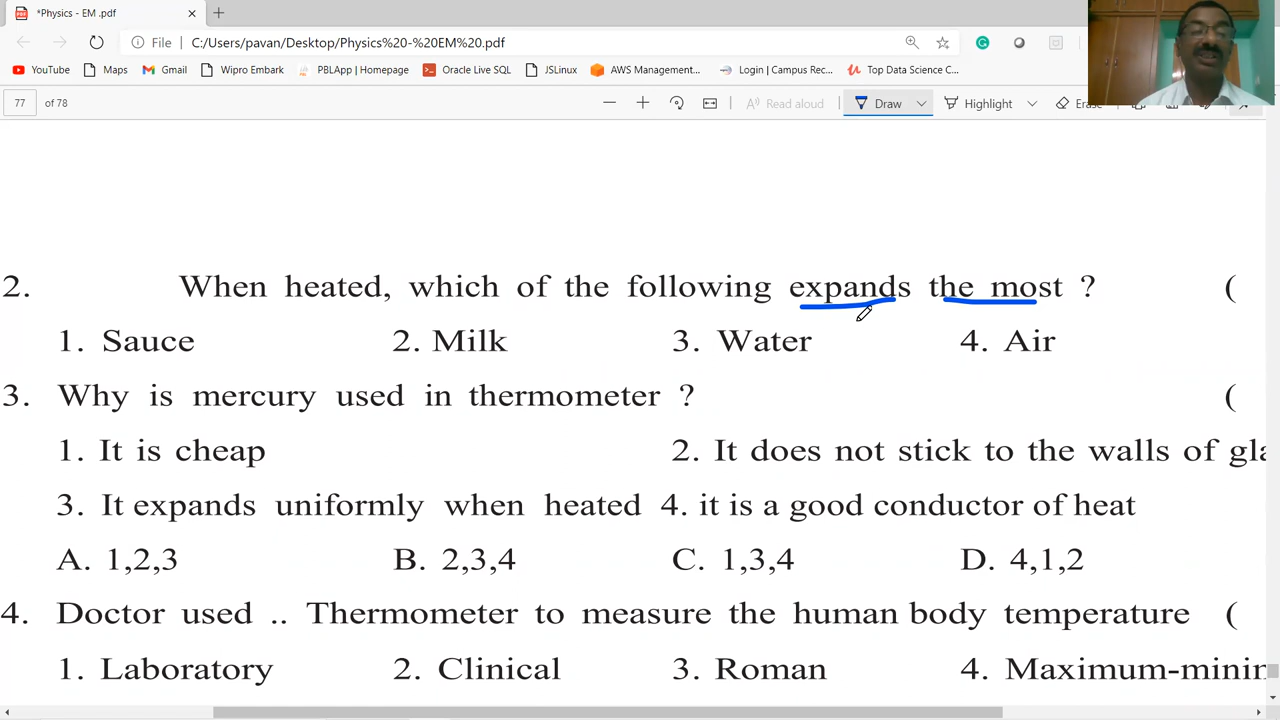 *Physics - EM .pdf
File C:/Users/pavan/Desktop/Physics%20-%20EM%20.pdf
YouTube Maps Gmail Wipro Embark PBLApp | Homepage Oracle Live SQL JSLinux AWS Management... Login | Campus Rec... Top Data Science C...
77 of 78 Read aloud Draw Highlight Erase
2. When heated, which of the following expands the most ? (
1. Sauce 2. Milk 3. Water 4. Air
3. Why is mercury used in thermometer ? (
1. It is cheap 2. It does not stick to the walls of gla
3. It expands uniformly when heated 4. it is a good conductor of heat
A. 1,2,3 B. 2,3,4 C. 1,3,4 D. 4,1,2
4. Doctor used .. Thermometer to measure the human body temperature (
1. Laboratory 2. Clinical 3. Roman 4. Maximum-minin